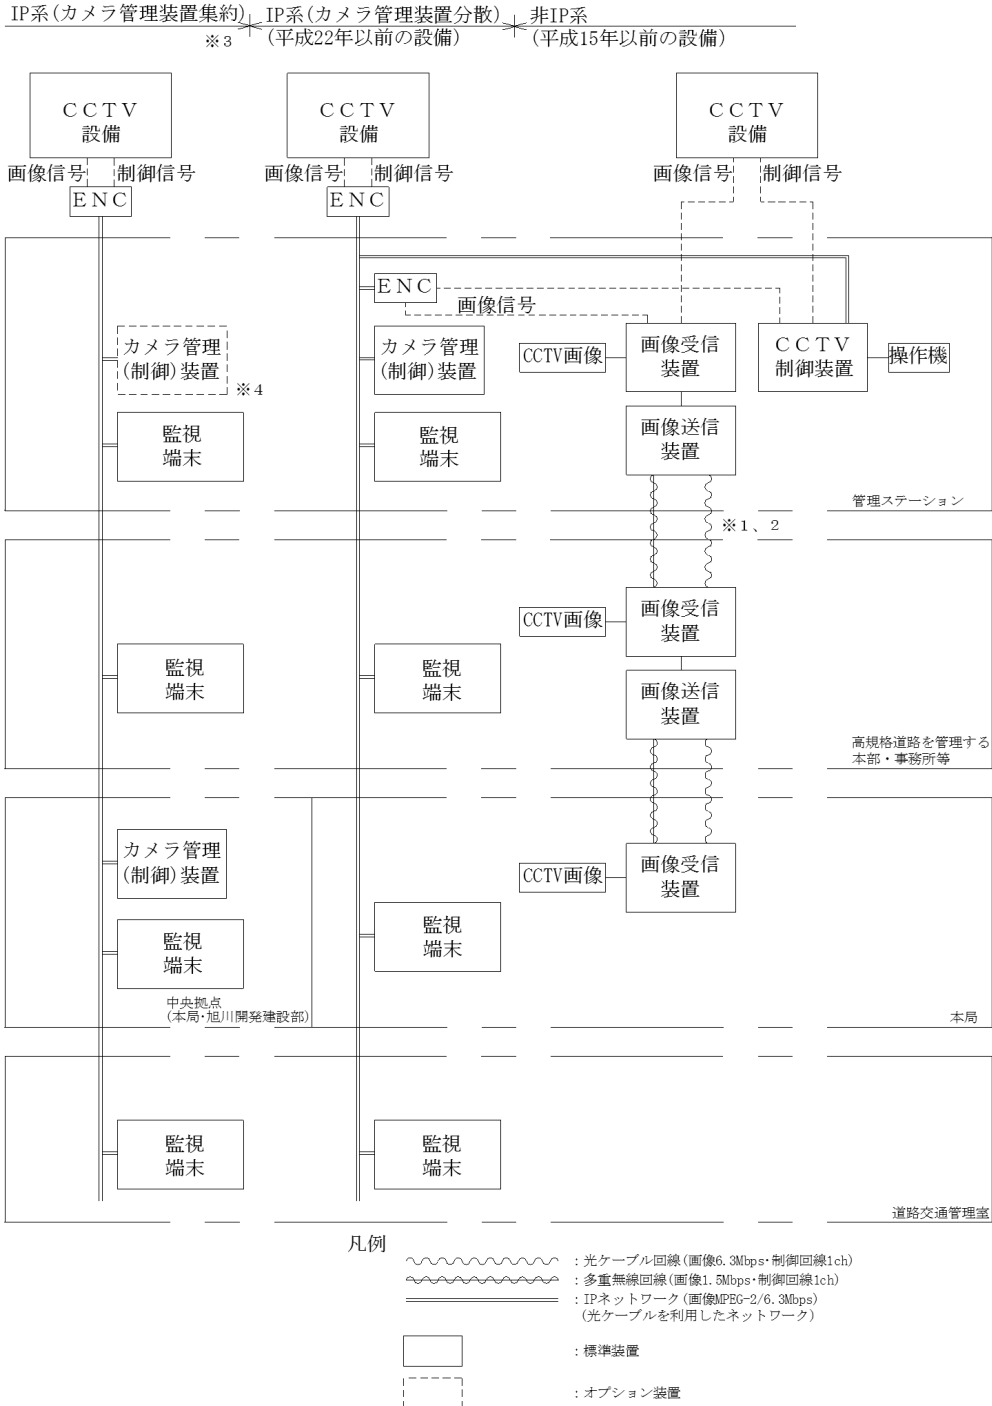 IP系(カメラ管理装置集約)
※3
IP系(カメラ管理装置分散)
(平成22年以前の設備)
非IP系
(平成15年以前の設備)
CCTV
設備
画像信号
制御信号
ENC
CCTV
設備
画像信号
制御信号
ENC
CCTV
設備
画像信号
制御信号
ENC
画像信号
カメラ管理
(制御)装置
※4
カメラ管理
(制御)装置
CCTV画像
画像受信
装置
CCTV
制御装置
操作機
監視
端末
監視
端末
画像送信
装置
管理ステーション
※1、2
CCTV画像
画像受信
装置
監視
端末
監視
端末
画像送信
装置
高規格道路を管理する
本部・事務所等
カメラ管理
(制御)装置
CCTV画像
画像受信
装置
監視
端末
監視
端末
中央拠点
(本局･旭川開発建設部)
本局
監視
端末
監視
端末
道路交通管理室
凡例
：光ケーブル回線(画像6.3Mbps･制御回線1ch)
：多重無線回線(画像1.5Mbps･制御回線1ch)
：IPネットワーク(画像MPEG-2/6.3Mbps)
(光ケーブルを利用したネットワーク)
：標準装置
：オプション装置